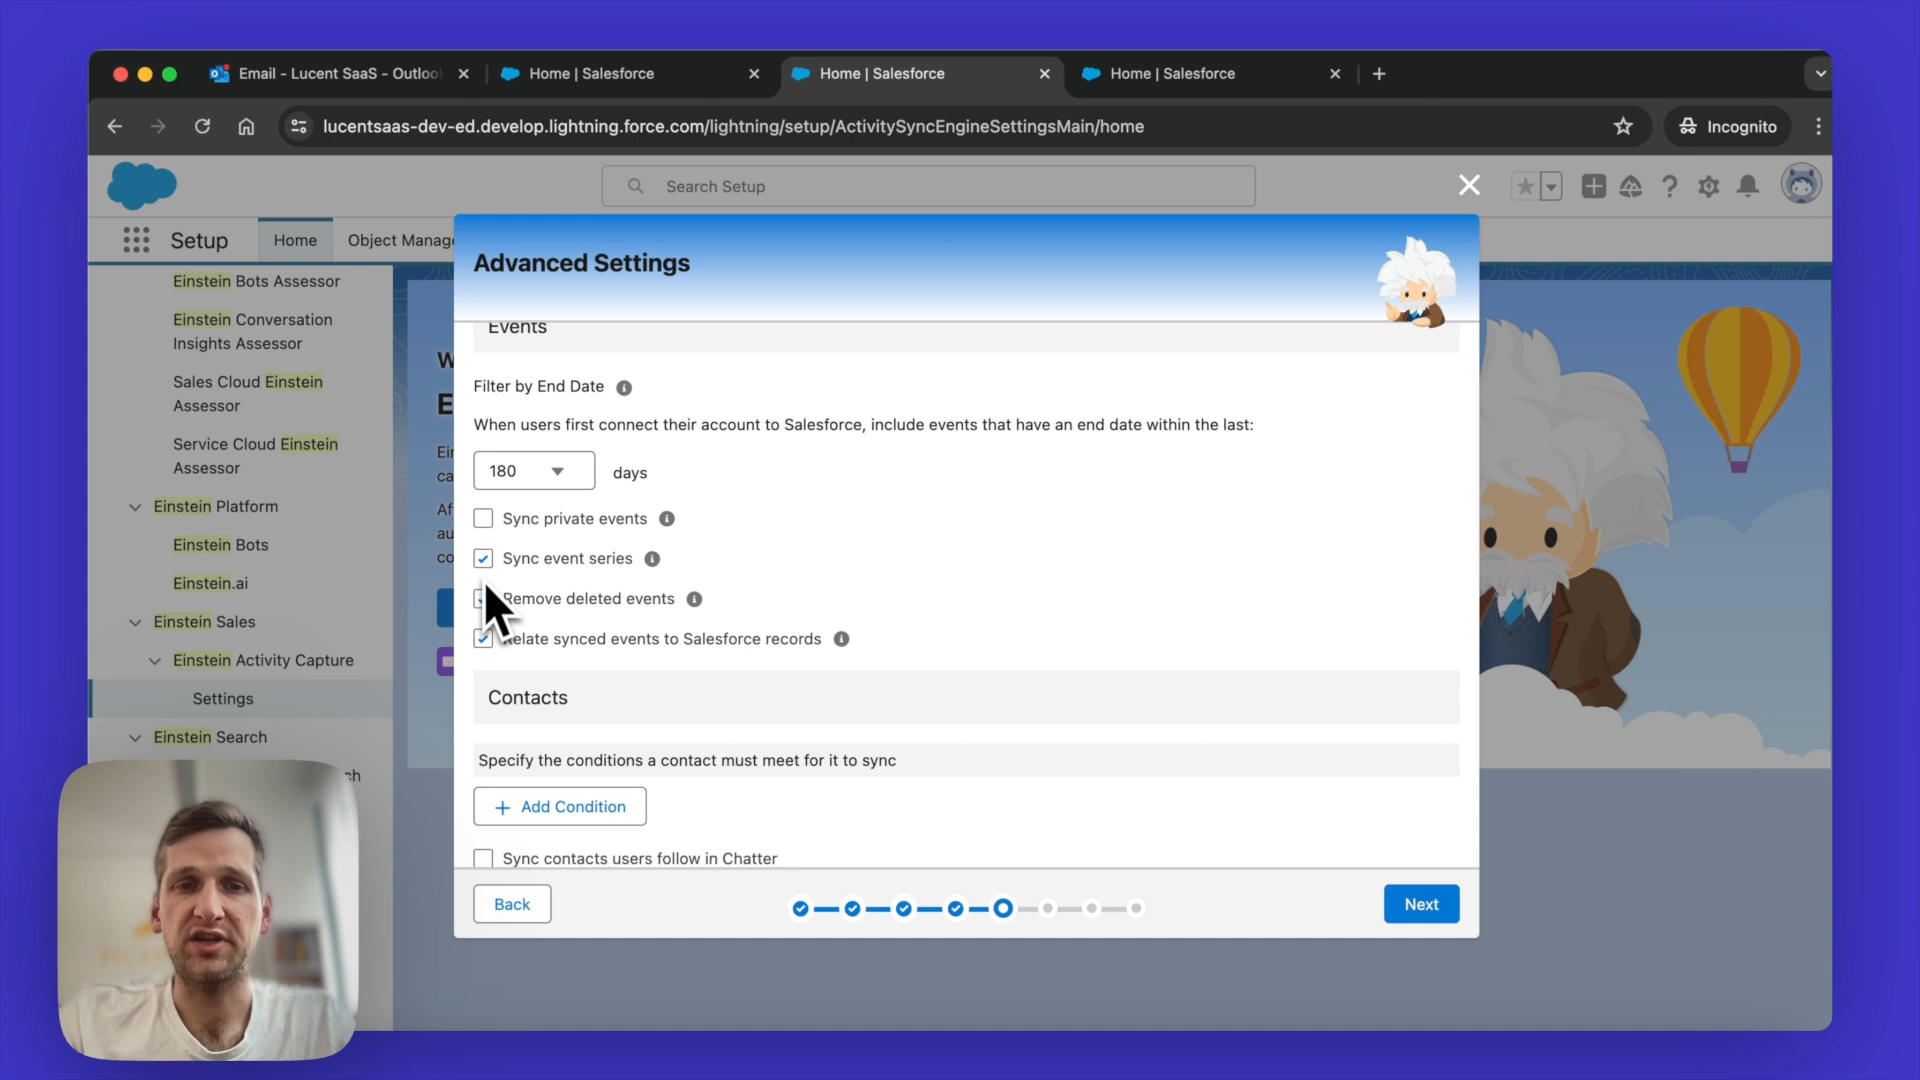 Email - Lucent SaaS - Outloo
Home | Salesforce
Home | Salesforce
Home | Salesforce
lucentsaas-dev-ed.develop.lightning.force.com/lightning/setup/ActivitySyncEngineSettingsMain/home
Incognito
Search Setup
Setup
Home
Object Manage
Einstein Bots Assessor
Einstein Conversation
Insights Assessor
Sales Cloud Einstein
Assessor
Service Cloud Einstein
Assessor
Einstein Platform
Einstein Bots
Einstein.ai
Einstein Sales
Einstein Activity Capture
Settings
Einstein Search
Advanced Settings
Events
Filter by End Date
When users first connect their account to Salesforce, include events that have an end date within the last:
180
days
Sync private events
Sync event series
Remove deleted events
elate synced events to Salesforce records
Contacts
Specify the conditions a contact must meet for it to sync
+ Add Condition
Sync contacts users follow in Chatter
Back
Next